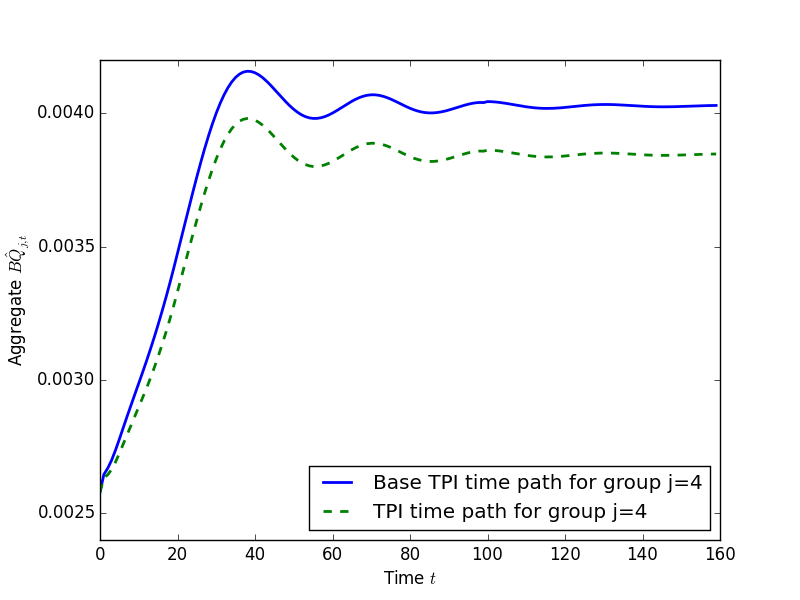 0.0040
0.0035
0.0030
0.0025
0 20 40 60 80 100 120 140 160
Aggregate $\hat{BQ}_{j,t}$
Time $t$
Base TPI time path for group j=4
TPI time path for group j=4